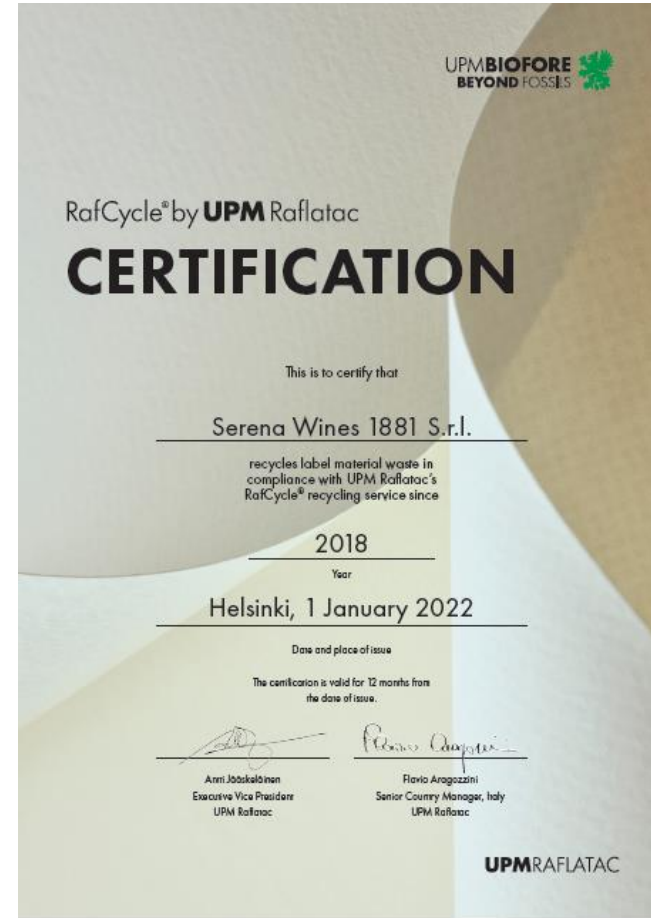 UPMBIOFORE
BEYOND FOSSILS
RafCycle® by UPM Raflatac
CERTIFICATION
This is to certify that
Serena Wines 1881 S.r.l.
recycles label material waste in
compliance with UPM Raflatac's
RafCycle® recycling service since
2018
Year
Helsinki, 1 January 2022
Date and place of issue
The certification is valid for 12 months from
the date of issue.
Antti Jääskeläinen
Executive Vice President
UPM Raflatac
Flavio Aragozzini
Senior Country Manager, Italy
UPM Raflatac
UPMRAFLATAC